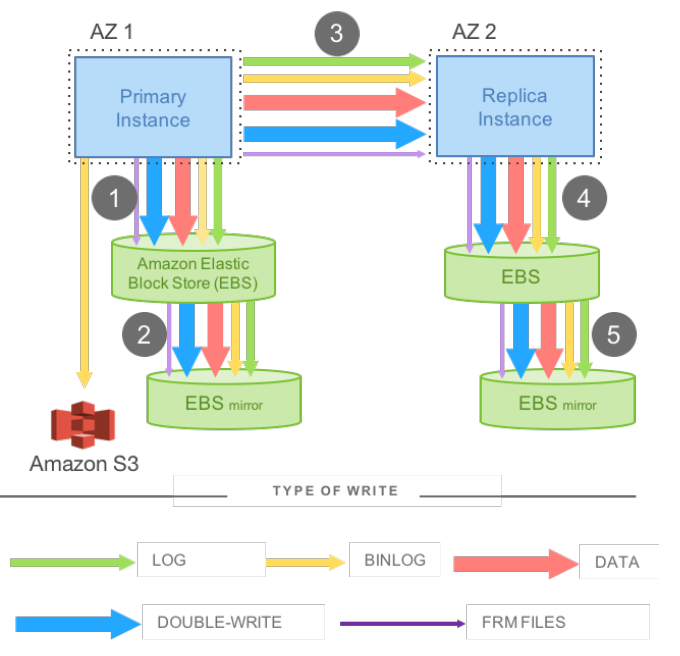 AZ 1
3
AZ 2
Primary
Instance
Replica
Instance
1
4
Amazon Elastic
Block Store (EBS)
EBS
2
5
EBS mirror
EBS mirror
Amazon S3
TYPE OF WRITE
LOG
BINLOG
DATA
DOUBLE-WRITE
FRM FILES